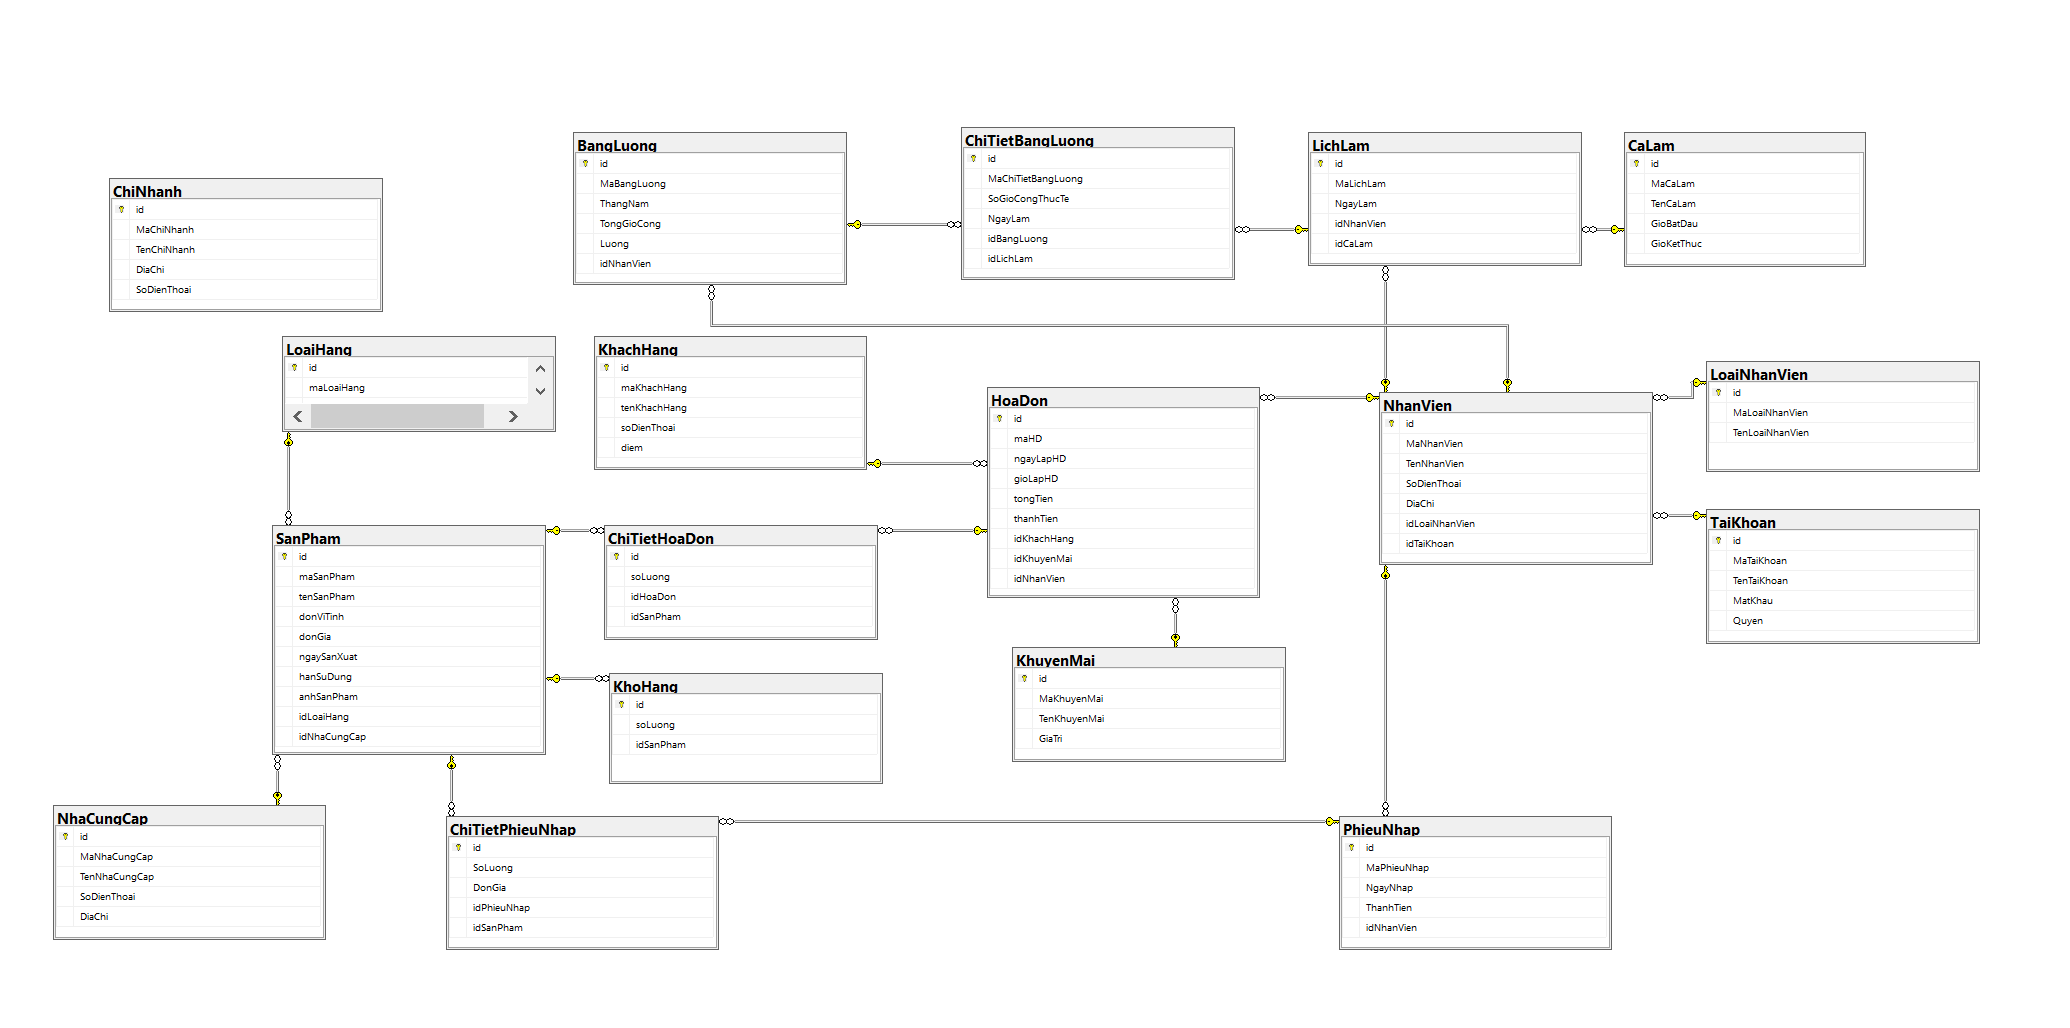 ChiNhanh
id
MaChiNhanh
TenChiNhanh
DiaChi
SoDienThoai
BangLuong
id
MaBangLuong
ThangNam
TongGioCong
Luong
idNhanVien
ChiTietBangLuong
id
MaChiTietBangLuong
SoGioCongThucTe
NgayLam
idBangLuong
idLichLam
LichLam
id
MaLichLam
NgayLam
idNhanVien
idCaLam
CaLam
id
MaCaLam
TenCaLam
GioBatDau
GioKetThuc
LoaiHang
id
maLoaiHang
KhachHang
id
maKhachHang
tenKhachHang
soDienThoai
diem
HoaDon
id
maHD
ngayLapHD
gioLapHD
tongTien
thanhTien
idKhachHang
idKhuyenMai
idNhanVien
NhanVien
id
MaNhanVien
TenNhanVien
SoDienThoai
DiaChi
idLoaiNhanVien
idTaiKhoan
LoaiNhanVien
id
MaLoaiNhanVien
TenLoaiNhanVien
TaiKhoan
id
MaTaiKhoan
TenTaiKhoan
MatKhau
Quyen
SanPham
id
maSanPham
tenSanPham
donViTinh
donGia
ngaySanXuat
hanSuDung
anhSanPham
idLoaiHang
idNhaCungCap
ChiTietHoaDon
id
soLuong
idHoaDon
idSanPham
KhoHang
id
soLuong
idSanPham
KhuyenMai
id
MaKhuyenMai
TenKhuyenMai
GiaTri
NhaCungCap
id
MaNhaCungCap
TenNhaCungCap
SoDienThoai
DiaChi
ChiTietPhieuNhap
id
SoLuong
DonGia
idPhieuNhap
idSanPham
PhieuNhap
id
MaPhieuNhap
NgayNhap
ThanhTien
idNhanVien